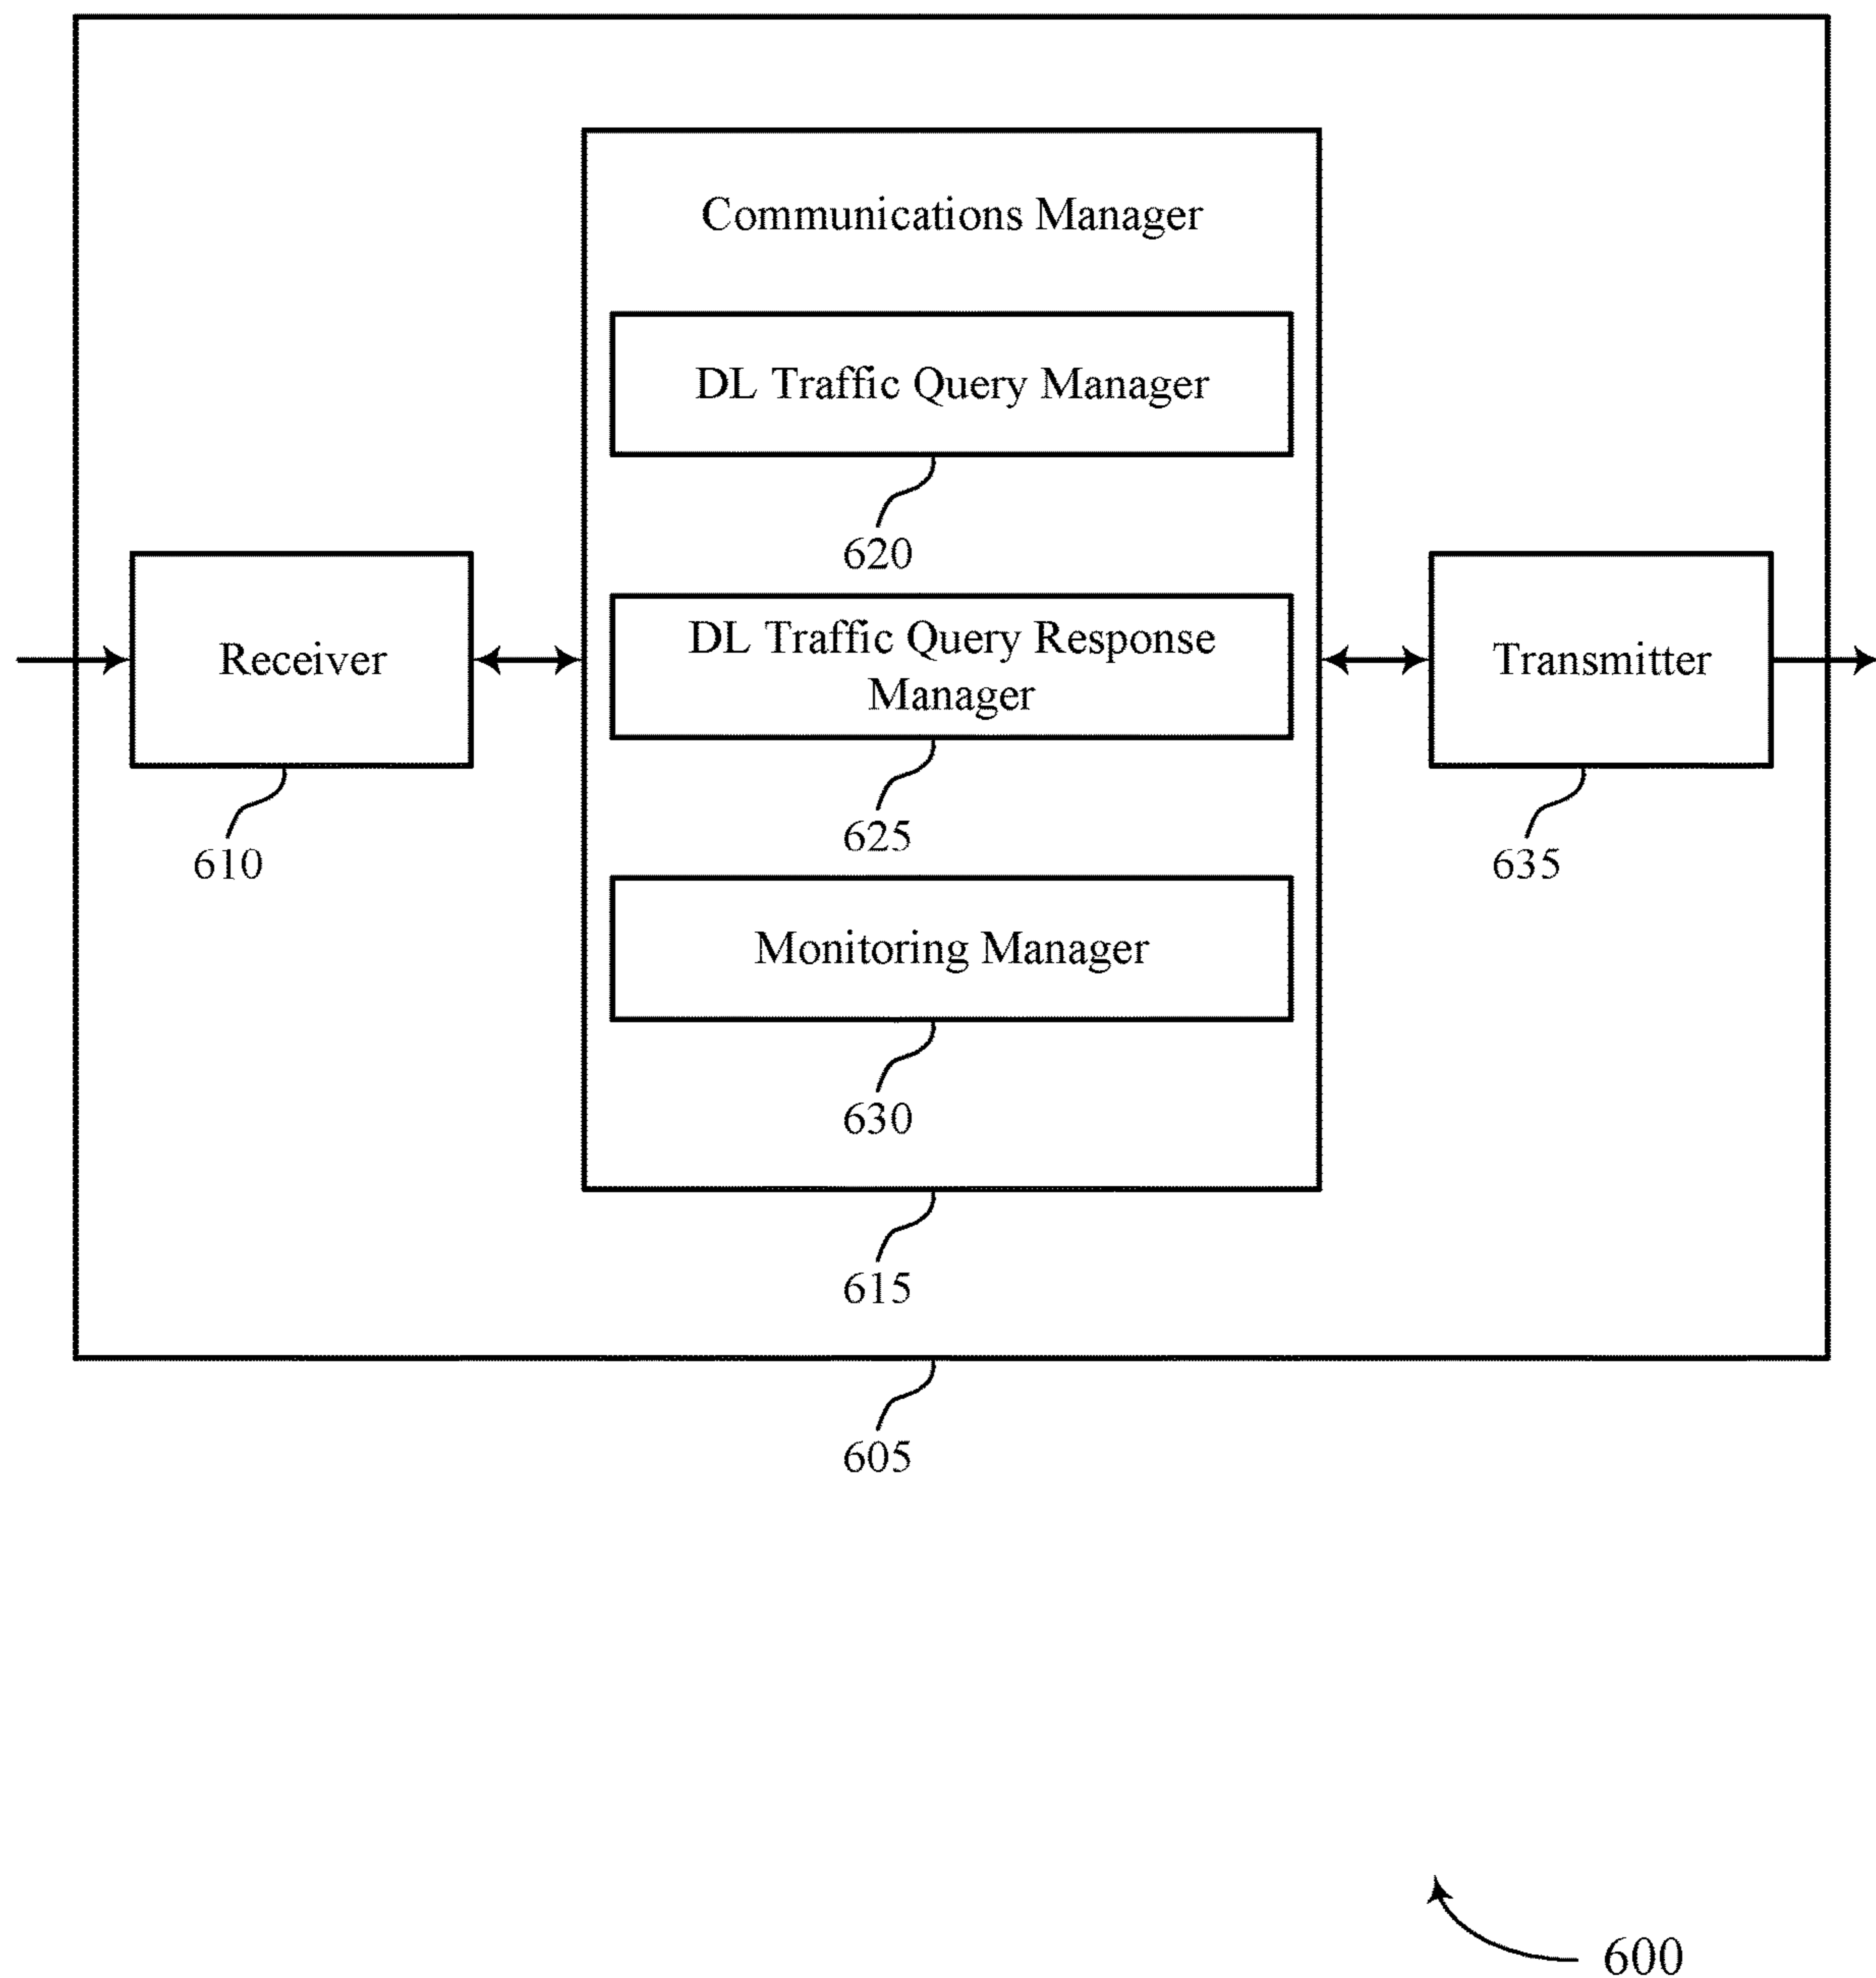 Communications Manager
DL Traffic Query Manager
620
Receiver
610
DL Traffic Query Response
Manager
625
Transmitter
635
Monitoring Manager
630
615
605
600